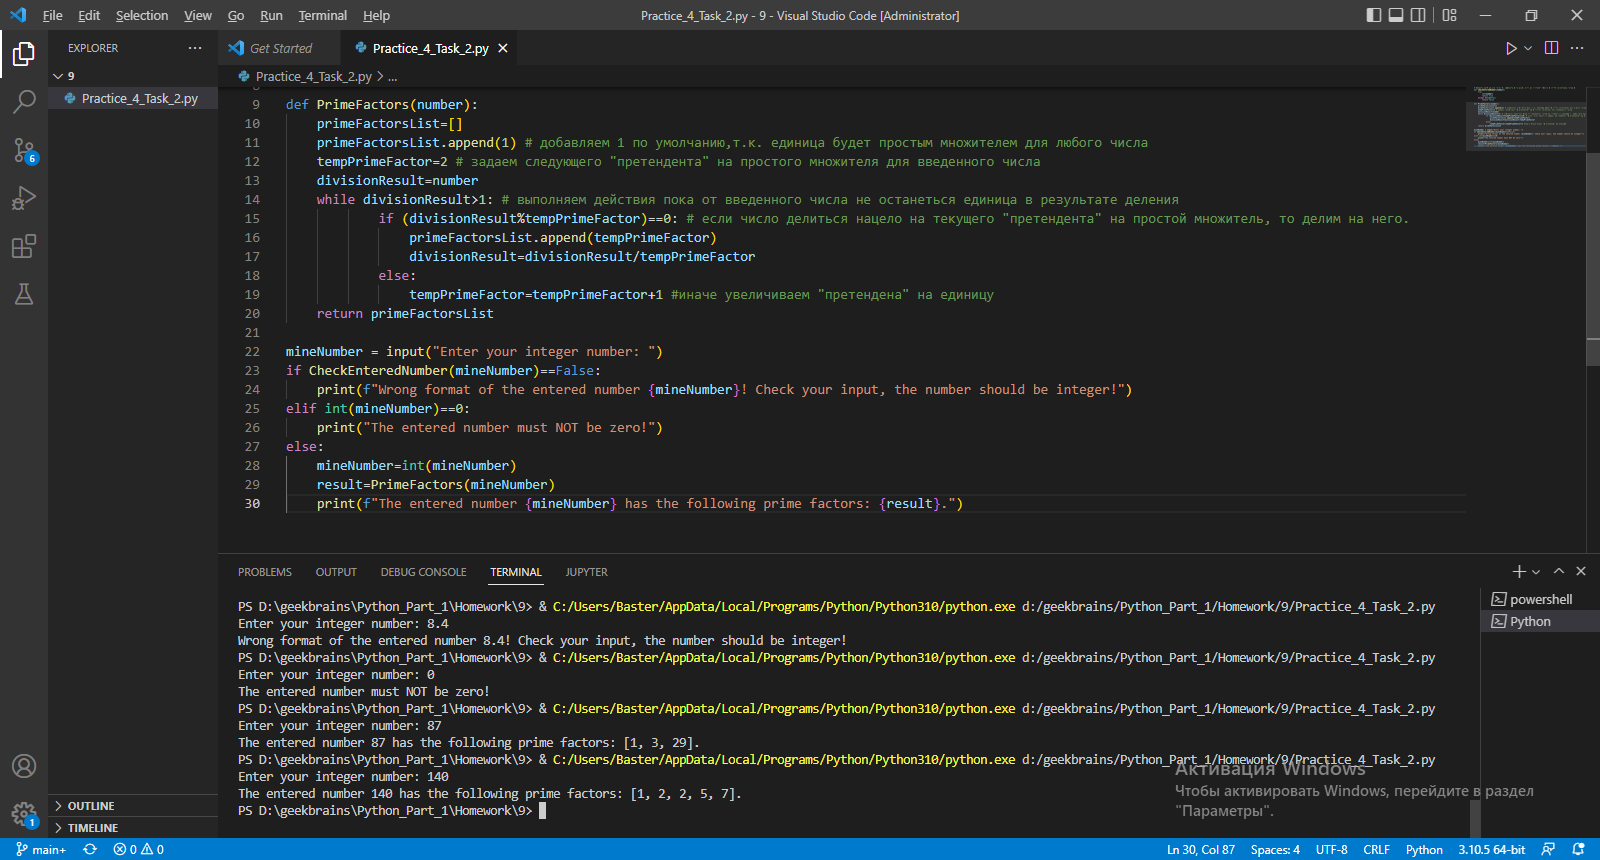 File Edit Selection View Go Run Terminal Help
Practice_4_Task_2.py - 9 - Visual Studio Code [Administrator]
EXPLORER
9
Practice_4_Task_2.py
Get Started
Practice_4_Task_2.py
Practice_4_Task_2.py > ...
9 def PrimeFactors(number):
10 primeFactorsList=[]
11 primeFactorsList.append(1) # добавляем 1 по умолчанию,т.к. единица будет простым множителем для любого числа
12 tempPrimeFactor=2 # задаем следующего "претендента" на простого множителя для введенного числа
13 divisionResult=number
14 while divisionResult>1: # выполняем действия пока от введенного числа не останеться единица в результате деления
15 if (divisionResult%tempPrimeFactor)==0: # если число делиться нацело на текущего "претендента" на простой множитель, то делим на него.
16 primeFactorsList.append(tempPrimeFactor)
17 divisionResult=divisionResult/tempPrimeFactor
18 else:
19 tempPrimeFactor=tempPrimeFactor+1 #иначе увеличиваем "претендена" на единицу
20 return primeFactorsList
21
22 mineNumber = input("Enter your integer number: ")
23 if CheckEnteredNumber(mineNumber)==False:
24 print(f"Wrong format of the entered number {mineNumber}! Check your input, the number should be integer!")
25 elif int(mineNumber)==0:
26 print("The entered number must NOT be zero!")
27 else:
28 mineNumber=int(mineNumber)
29 result=PrimeFactors(mineNumber)
30 print(f"The entered number {mineNumber} has the following prime factors: {result}.")
PROBLEMS OUTPUT DEBUG CONSOLE TERMINAL JUPYTER
PS D:\geekbrains\Python_Part_1\Homework\9> & C:/Users/Baster/AppData/Local/Programs/Python/Python310/python.exe d:/geekbrains/Python_Part_1/Homework/9/Practice_4_Task_2.py
Enter your integer number: 8.4
Wrong format of the entered number 8.4! Check your input, the number should be integer!
PS D:\geekbrains\Python_Part_1\Homework\9> & C:/Users/Baster/AppData/Local/Programs/Python/Python310/python.exe d:/geekbrains/Python_Part_1/Homework/9/Practice_4_Task_2.py
Enter your integer number: 0
The entered number must NOT be zero!
PS D:\geekbrains\Python_Part_1\Homework\9> & C:/Users/Baster/AppData/Local/Programs/Python/Python310/python.exe d:/geekbrains/Python_Part_1/Homework/9/Practice_4_Task_2.py
Enter your integer number: 87
The entered number 87 has the following prime factors: [1, 3, 29].
PS D:\geekbrains\Python_Part_1\Homework\9> & C:/Users/Baster/AppData/Local/Programs/Python/Python310/python.exe d:/geekbrains/Python_Part_1/Homework/9/Practice_4_Task_2.py
Enter your integer number: 140
The entered number 140 has the following prime factors: [1, 2, 2, 5, 7].
PS D:\geekbrains\Python_Part_1\Homework\9>
powershell
Python
Активация Windows
Чтобы активировать Windows, перейдите в раздел
"Параметры".
6
1
OUTLINE
TIMELINE
main+ 0 0 Ln 30, Col 87 Spaces: 4 UTF-8 CRLF Python 3.10.5 64-bit